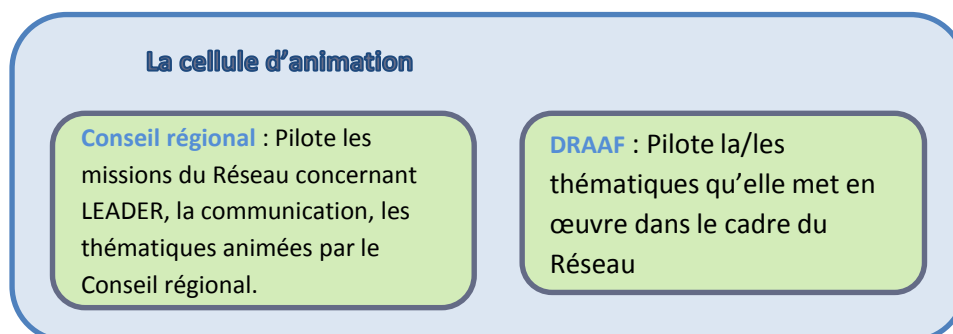 La cellule d’animation
Conseil régional : Pilote les
missions du Réseau concernant
LEADER, la communication, les
thématiques animées par le
Conseil régional.
DRAAF : Pilote la/les
thématiques qu’elle met en
œuvre dans le cadre du
Réseau